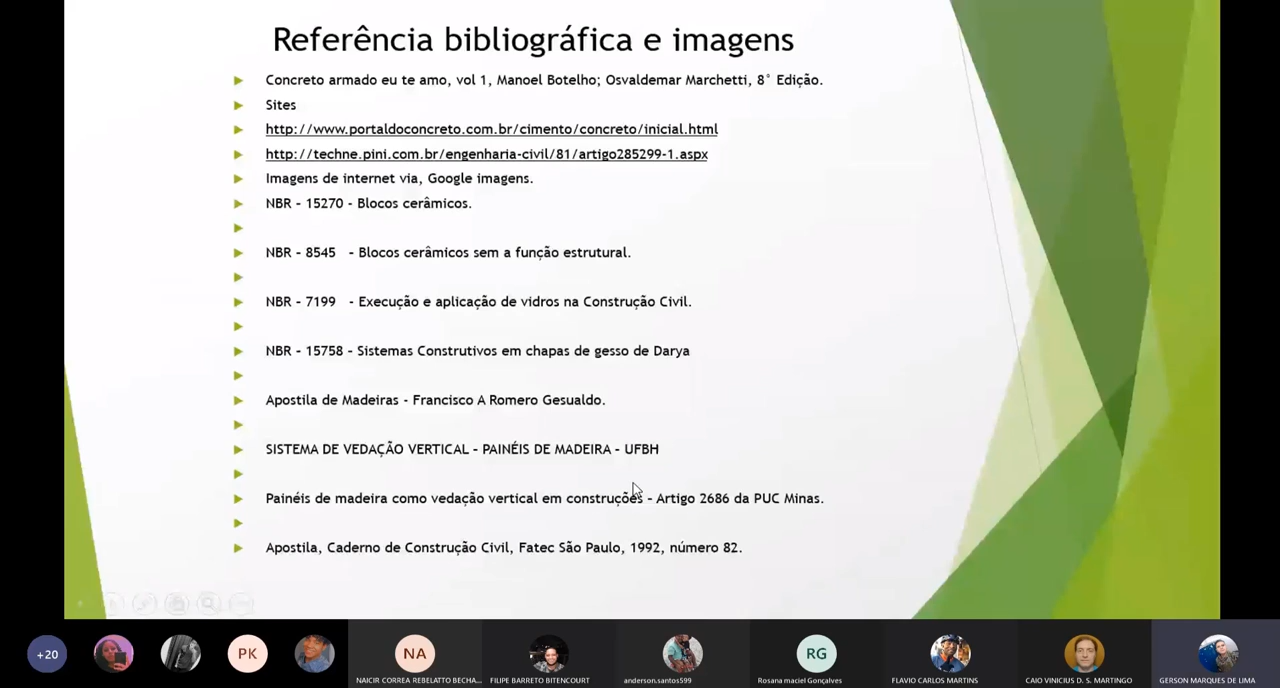 Referência bibliográfica e imagens
Concreto armado eu te amo, vol 1, Manoel Botelho; Osvaldemar Marchetti, 8° Edição.
Sites
http://www.portaldoconcreto.com.br/cimento/concreto/inicial.html
http://techne.pini.com.br/engenharia-civil/81/artigo285299-1.aspx
Imagens de internet via, Google imagens.
NBR – 15270 - Blocos cerâmicos.
NBR – 8545 - Blocos cerâmicos sem a função estrutural.
NBR – 7199 - Execução e aplicação de vidros na Construção Civil.
NBR – 15758 – Sistemas Construtivos em chapas de gesso de Darya
Apostila de Madeiras - Francisco A Romero Gesualdo.
SISTEMA DE VEDAÇÃO VERTICAL – PAINÉIS DE MADEIRA – UFBH
Painéis de madeira como vedação vertical em construções – Artigo 2686 da PUC Minas.
Apostila, Caderno de Construção Civil, Fatec São Paulo, 1992, número 82.
+20
PK
NA
RG
NAICIR CORREA REBELATTO BECHA...
FILIPE BARRETO BITENCOURT
anderson.santos599
Rosana maciel Gonçalves
FLAVIO CARLOS MARTINS
CAIO VINICIUS D. S. MARTINGO
GERSON MARQUES DE LIMA